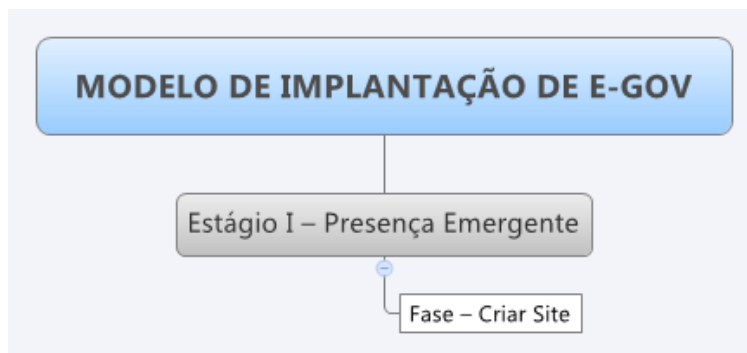 MODELO DE IMPLANTAÇÃO DE E-GOV
Estágio I – Presença Emergente
Fase – Criar Site